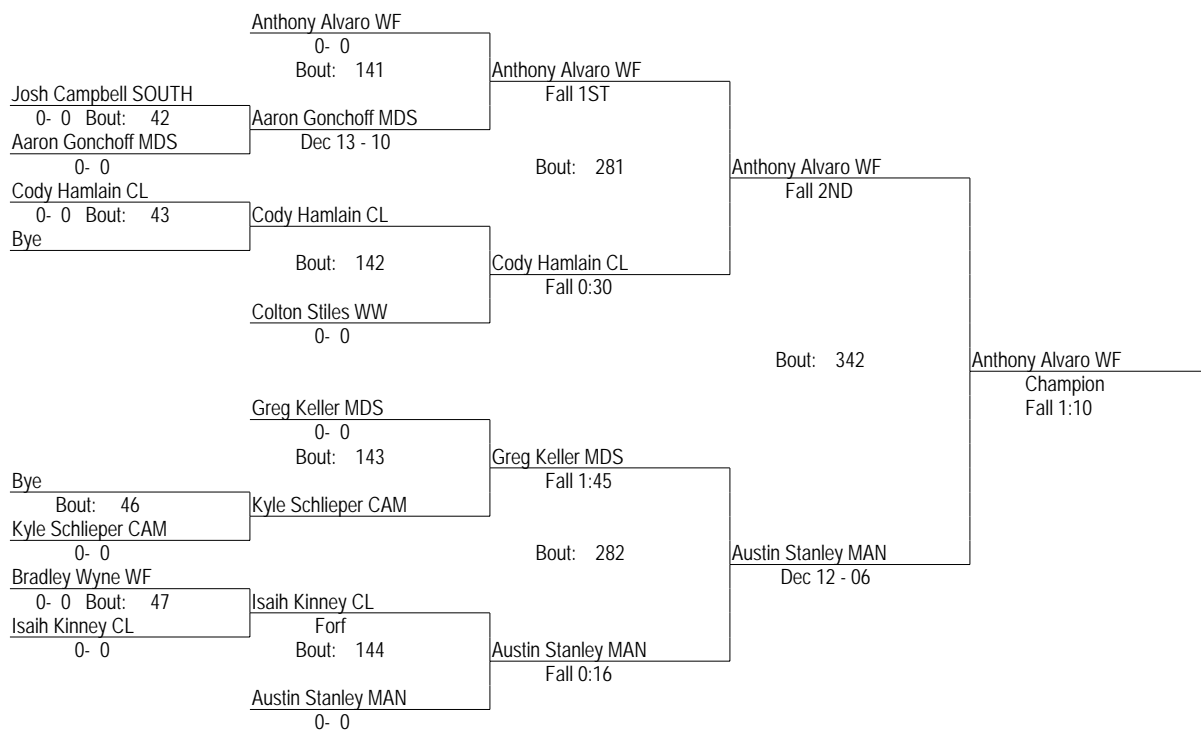 Anthony Alvaro WF
0- 0
Bout: 141
Anthony Alvaro WF
Fall 1ST
Josh Campbell SOUTH
0- 0 Bout: 42
Aaron Gonchoff MDS
Dec 13 - 10
Aaron Gonchoff MDS
0- 0
Bout: 281
Anthony Alvaro WF
Fall 2ND
Cody Hamlain CL
0- 0 Bout: 43
Cody Hamlain CL
Bye
Bout: 142
Cody Hamlain CL
Fall 0:30
Colton Stiles WW
0- 0
Bout: 342
Anthony Alvaro WF
Champion
Fall 1:10
Greg Keller MDS
0- 0
Bout: 143
Greg Keller MDS
Fall 1:45
Bye
Bout: 46
Kyle Schlieper CAM
Kyle Schlieper CAM
0- 0
Bout: 282
Austin Stanley MAN
Dec 12 - 06
Bradley Wyne WF
0- 0 Bout: 47
Isaih Kinney CL
Forf
Isaih Kinney CL
0- 0
Bout: 144
Austin Stanley MAN
Fall 0:16
Austin Stanley MAN
0- 0